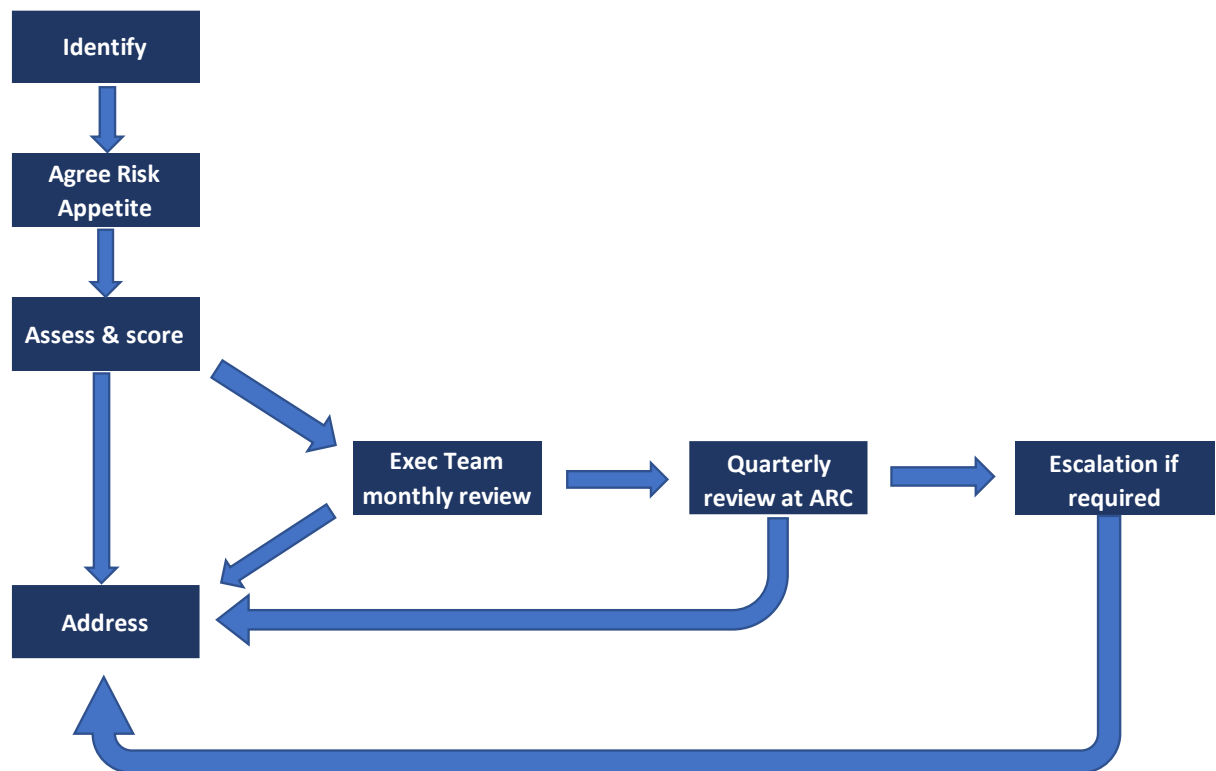 Identify
Agree Risk
Appetite
Assess & score
Exec Team
monthly review
Quarterly
review at ARC
Escalation if
required
Address